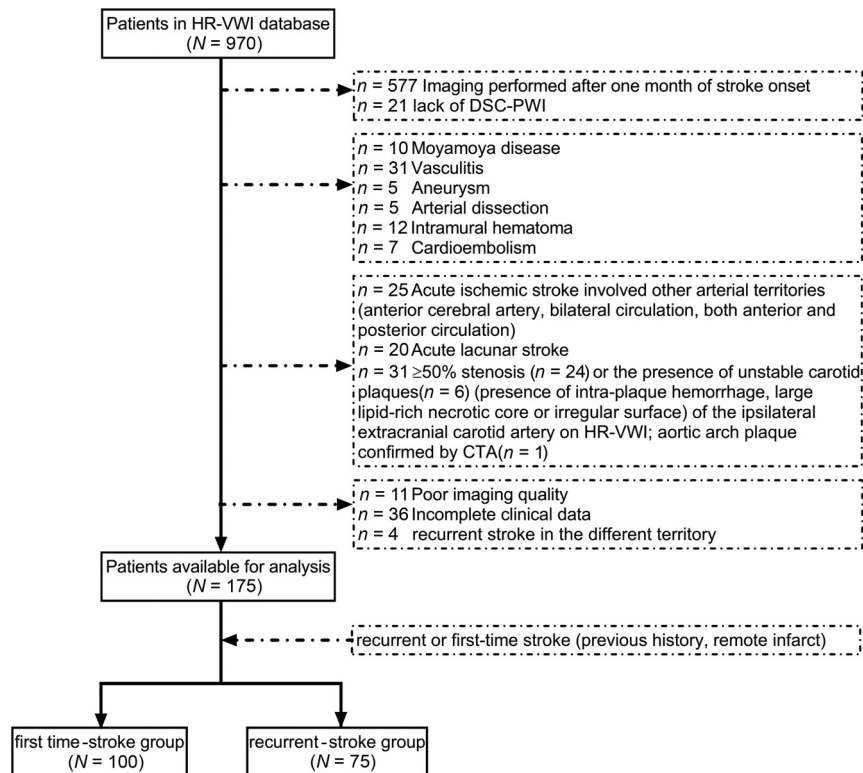 Patients in HR-VWI database
(N = 970)
n = 577 Imaging performed after one month of stroke onset
n = 21 lack of DSC-PWI
n = 10 Moyamoya disease
n = 31 Vasculitis
n = 5 Aneurysm
n = 5 Arterial dissection
n = 12 Intramural hematoma
n = 7 Cardioembolism
n = 25 Acute ischemic stroke involved other arterial territories
(anterior cerebral artery, bilateral circulation, both anterior and
posterior circulation)
n = 20 Acute lacunar stroke
n = 31 ≥50% stenosis (n = 24) or the presence of unstable carotid
plaques(n = 6) (presence of intra-plaque hemorrhage, large
lipid-rich necrotic core or irregular surface) of the ipsilateral
extracranial carotid artery on HR-VWI; aortic arch plaque
confirmed by CTA(n = 1)
n = 11 Poor imaging quality
n = 36 Incomplete clinical data
n = 4 recurrent stroke in the different territory
Patients available for analysis
(N = 175)
recurrent or first-time stroke (previous history, remote infarct)
first time-stroke group
(N = 100)
recurrent-stroke group
(N = 75)